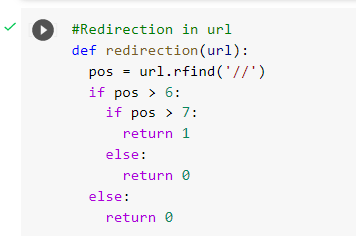 #Redirection in url
def redirection(url):
  pos = url.rfind('//')
  if pos > 6:
    if pos > 7:
      return 1
    else:
      return 0
  else:
    return 0